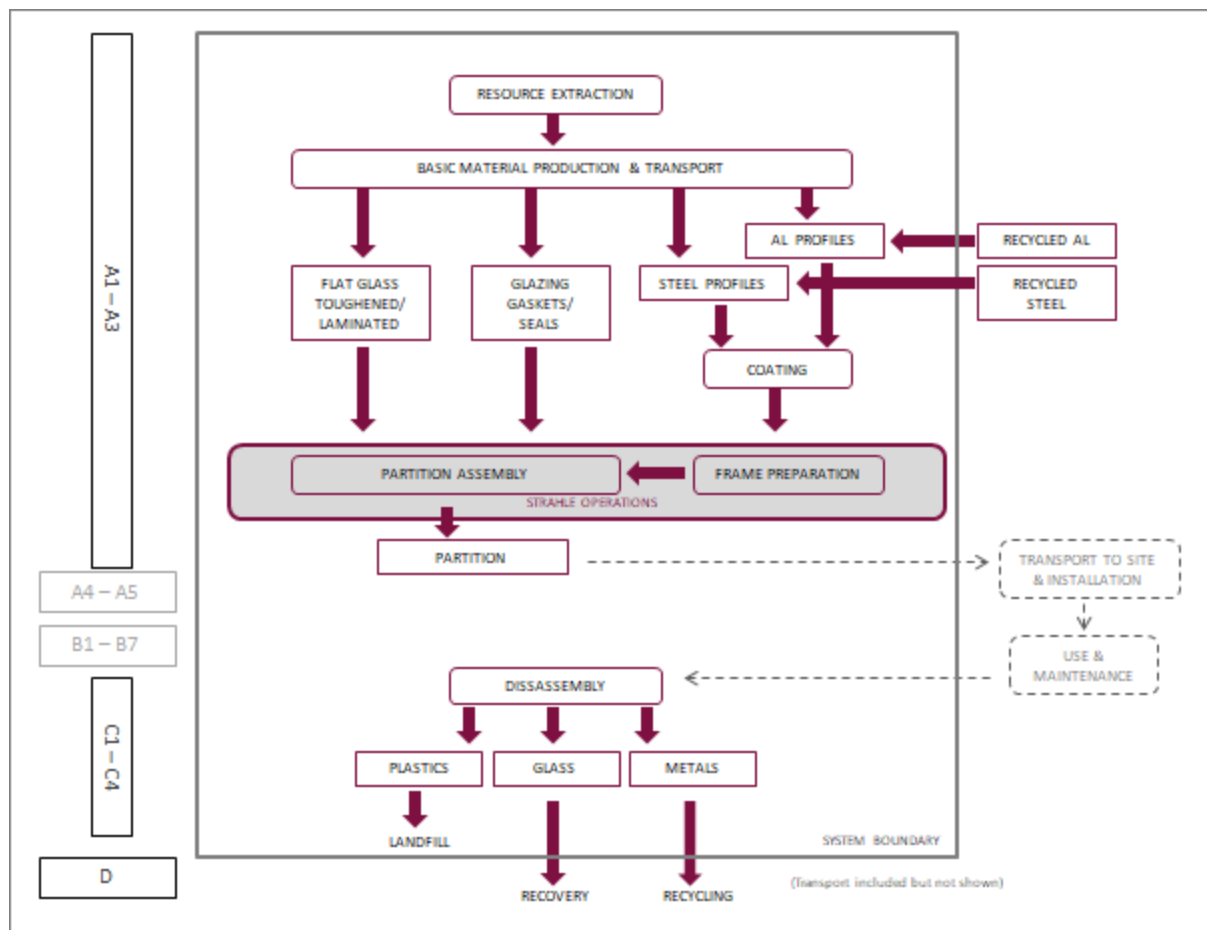 RESOURCE EXTRACTION
BASIC MATERIAL PRODUCTION & TRANSPORT
AL PROFILES
RECYCLED AL
FLAT GLASS
TOUGHENED/
LAMINATED
GLAZING
GASKETS/
SEALS
STEEL PROFILES
RECYCLED
STEEL
A1 – A3
COATING
PARTITION ASSEMBLY
FRAME PREPARATION
STRAHLE OPERATIONS
PARTITION
TRANSPORT TO SITE
& INSTALLATION
A4 – A5
B1 – B7
USE &
MAINTENANCE
DISSASSEMBLY
C1 – C4
PLASTICS
GLASS
METALS
LANDFILL
SYSTEM BOUNDARY
D
RECOVERY
RECYCLING
(Transport included but not shown)